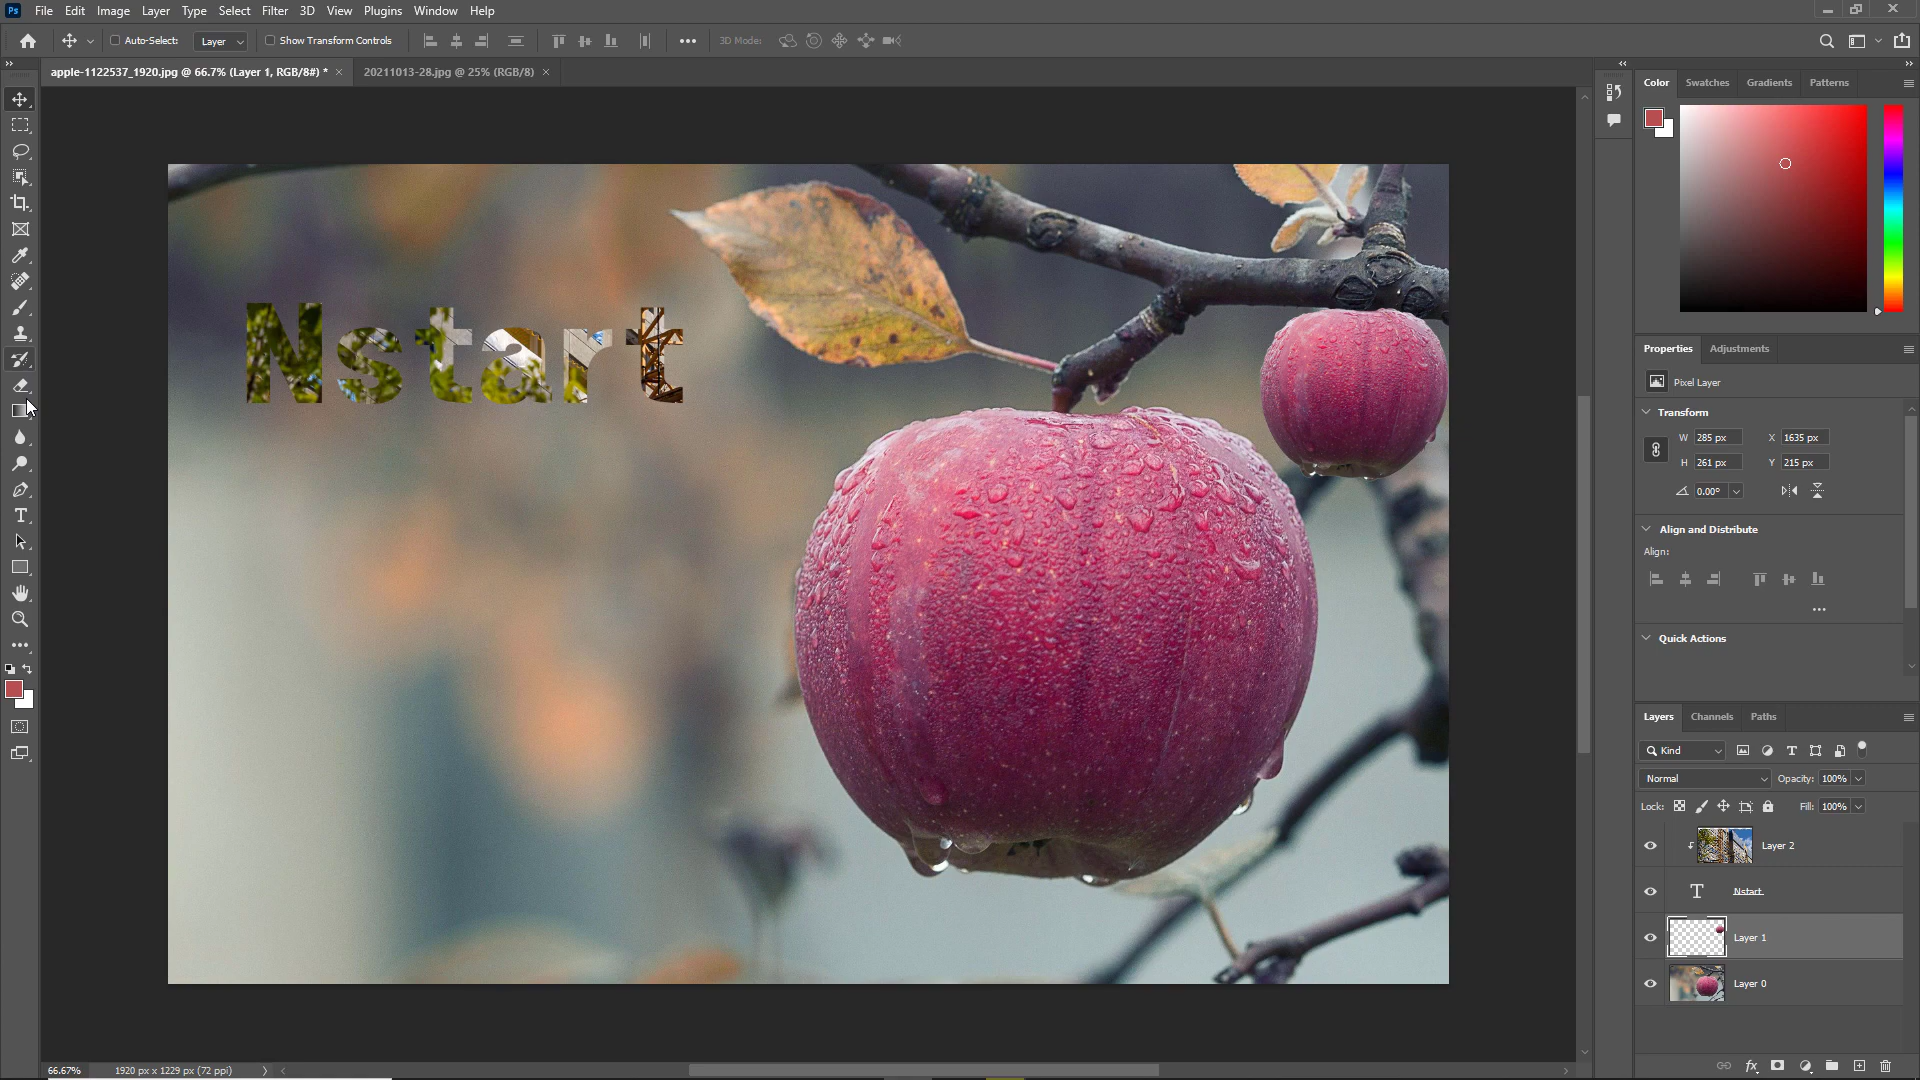 Ps File Edit Image Layer Type Select Filter 3D View Plugins Window Help
Auto-Select: Layer Show Transform Controls 3D Mode:
apple-1122537_1920.jpg @ 66.7% (Layer 1, RGB/8#) * × 20211013-28.jpg @ 25% (RGB/8) ×
Color Swatches Gradients Patterns
Nstart
Properties Adjustments
Pixel Layer
Transform
W 285 px X 1635 px
H 261 px Y 215 px
0.00°
Align and Distribute
Align:
Quick Actions
Layers Channels Paths
Kind
Normal Opacity: 100%
Lock: Fill: 100%
Layer 2
T Nstart
Layer 1
Layer 0
66.67% 1920 px x 1229 px (72 ppi)